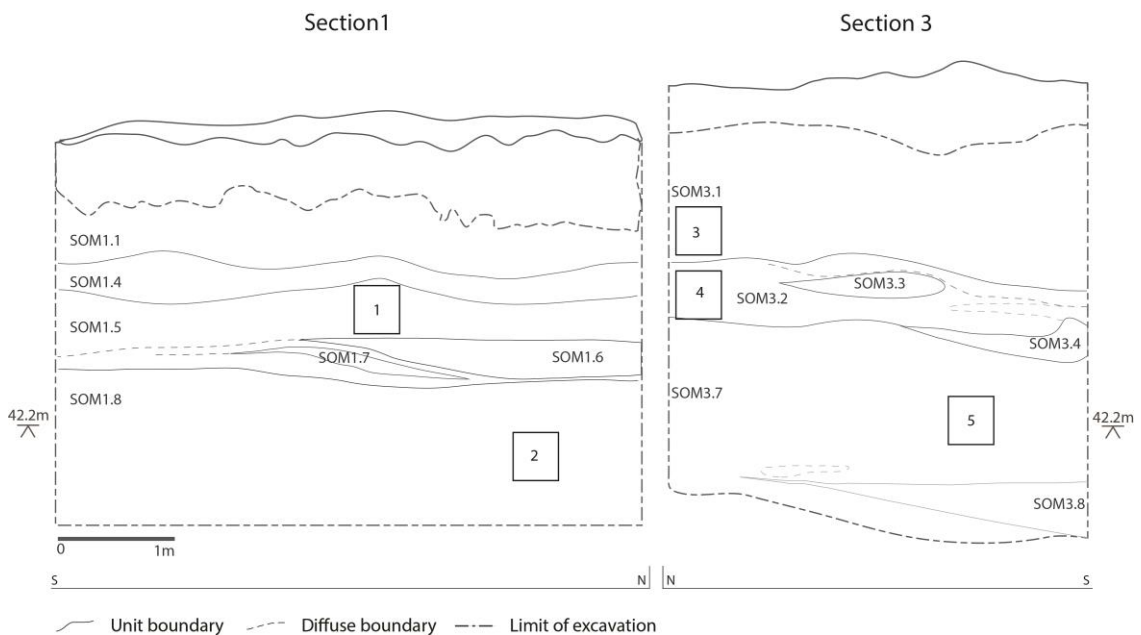 Section1
Section 3
SOM1.1
SOM1.4
SOM1.5
SOM1.7
SOM1.6
SOM1.8
42.2m
1
2
0
1m
S
N
SOM3.1
3
4
SOM3.2
SOM3.3
SOM3.4
SOM3.7
5
SOM3.8
42.2m
N
S
Unit boundary
Diffuse boundary
Limit of excavation